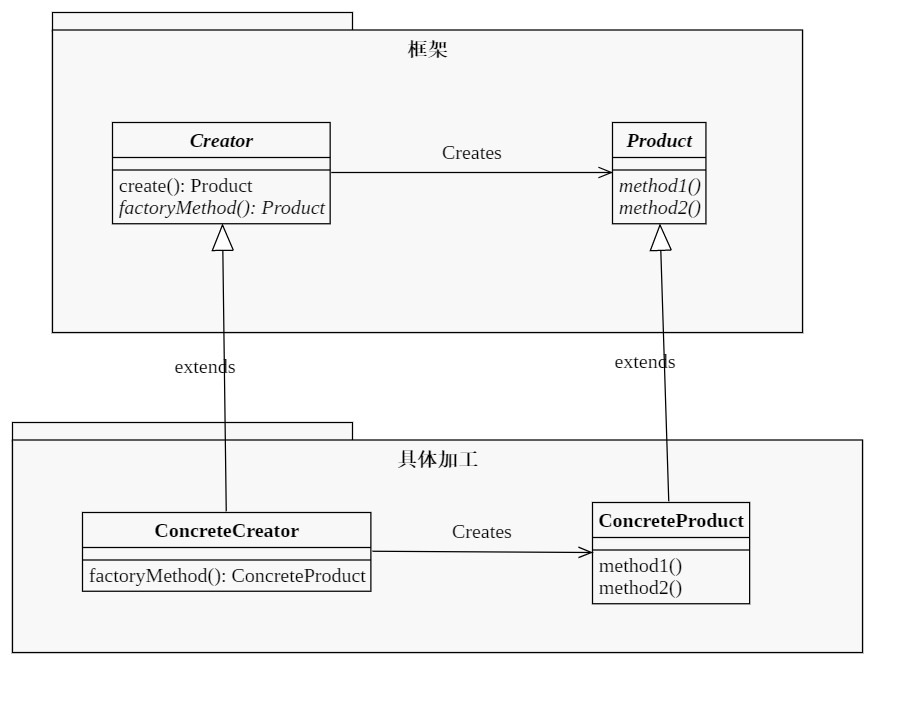 框架
Creator
create(): Product
factoryMethod(): Product
Creates
Product
method1()
method2()
extends
extends
具体加工
ConcreteCreator
factoryMethod(): ConcreteProduct
Creates
ConcreteProduct
method1()
method2()